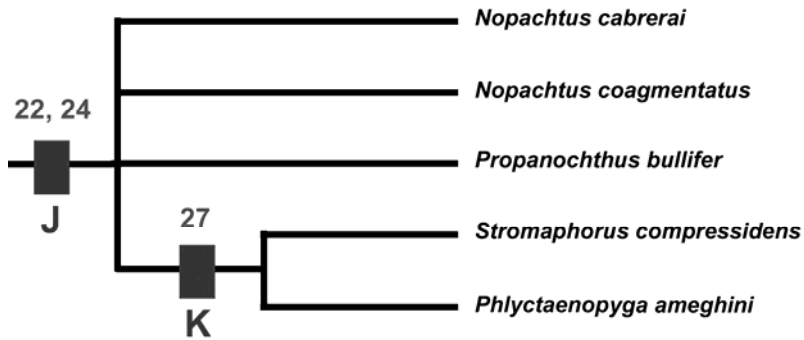 Nopachtus cabrerai
22, 24
Nopachtus coagmentatus
Propanochthus bullifer
J
27
Stromaphorus compressidens
K
Phlyctaenopyga ameghini